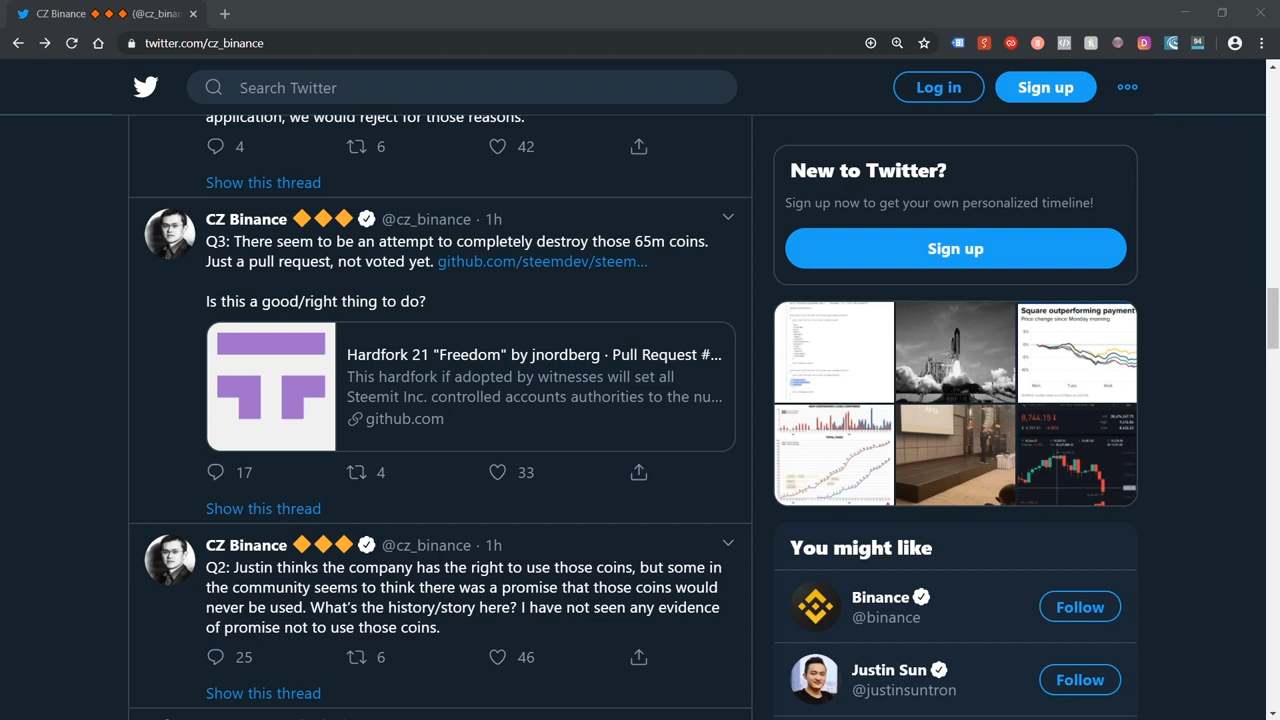 CZ Binance 🔶🔶🔶 (@cz_binan
twitter.com/cz_binance
94
Search Twitter
Log in
Sign up
application, we would reject for those reasons.
4 6 42
Show this thread
CZ Binance 🔶🔶🔶 @cz_binance · 1h
Q3: There seem to be an attempt to completely destroy those 65m coins.
Just a pull request, not voted yet. github.com/steemdev/steem...
Is this a good/right thing to do?
"Freedom" by jnordberg · Pull Request #...
This hardfork if adopted by witnesses will set all
Steemit Inc. controlled accounts authorities to the nu...
github.com
17 4 33
Show this thread
CZ Binance 🔶🔶🔶 @cz_binance · 1h
Q2: Justin thinks the company has the right to use those coins, but some in
the community seems to think there was a promise that those coins would
never be used. What's the history/story here? I have not seen any evidence
of promise not to use those coins.
25 6 46
Show this thread
New to Twitter?
Sign up now to get your own personalized timeline!
Sign up
Square outperforming payment
Price change since Monday morning
8,744.15
You might like
Binance
@binance
Follow
Justin Sun
@justinsuntron
Follow